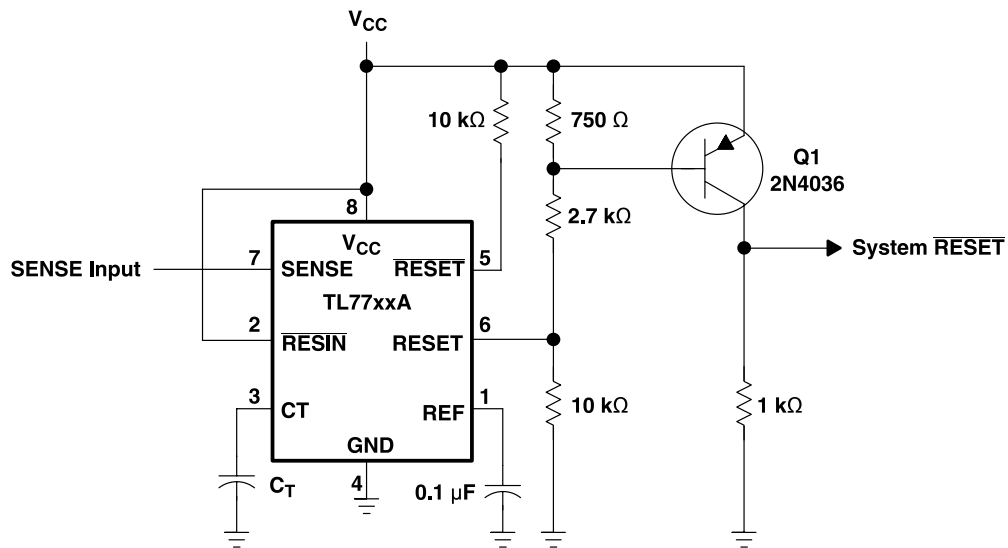 VCC
10 kΩ
750 Ω
Q1
2N4036
8
2.7 kΩ
VCC
SENSE Input
7
SENSE
RESET
5
System RESET
TL77xxA
2
RESIN
RESET
6
3
CT
REF
1
10 kΩ
1 kΩ
GND
CT
4
0.1 μF